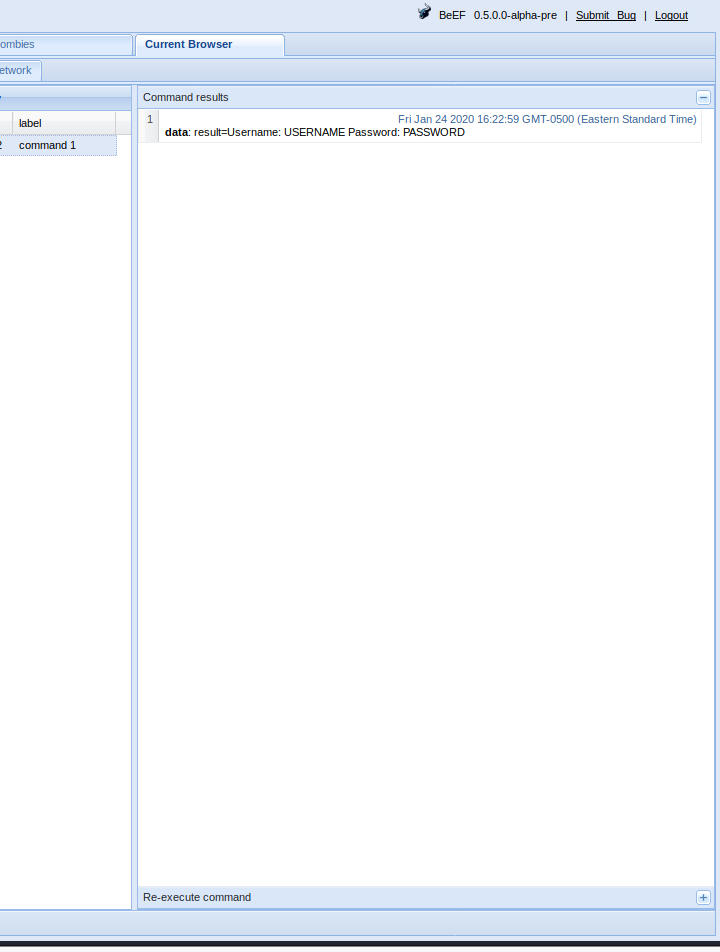 BeEF 0.5.0.0-alpha-pre | Submit Bug | Logout
ombies
Current Browser
etwork
Command results
label
1
Fri Jan 24 2020 16:22:59 GMT-0500 (Eastern Standard Time)
data: result=Username: USERNAME Password: PASSWORD
2 command 1
Re-execute command